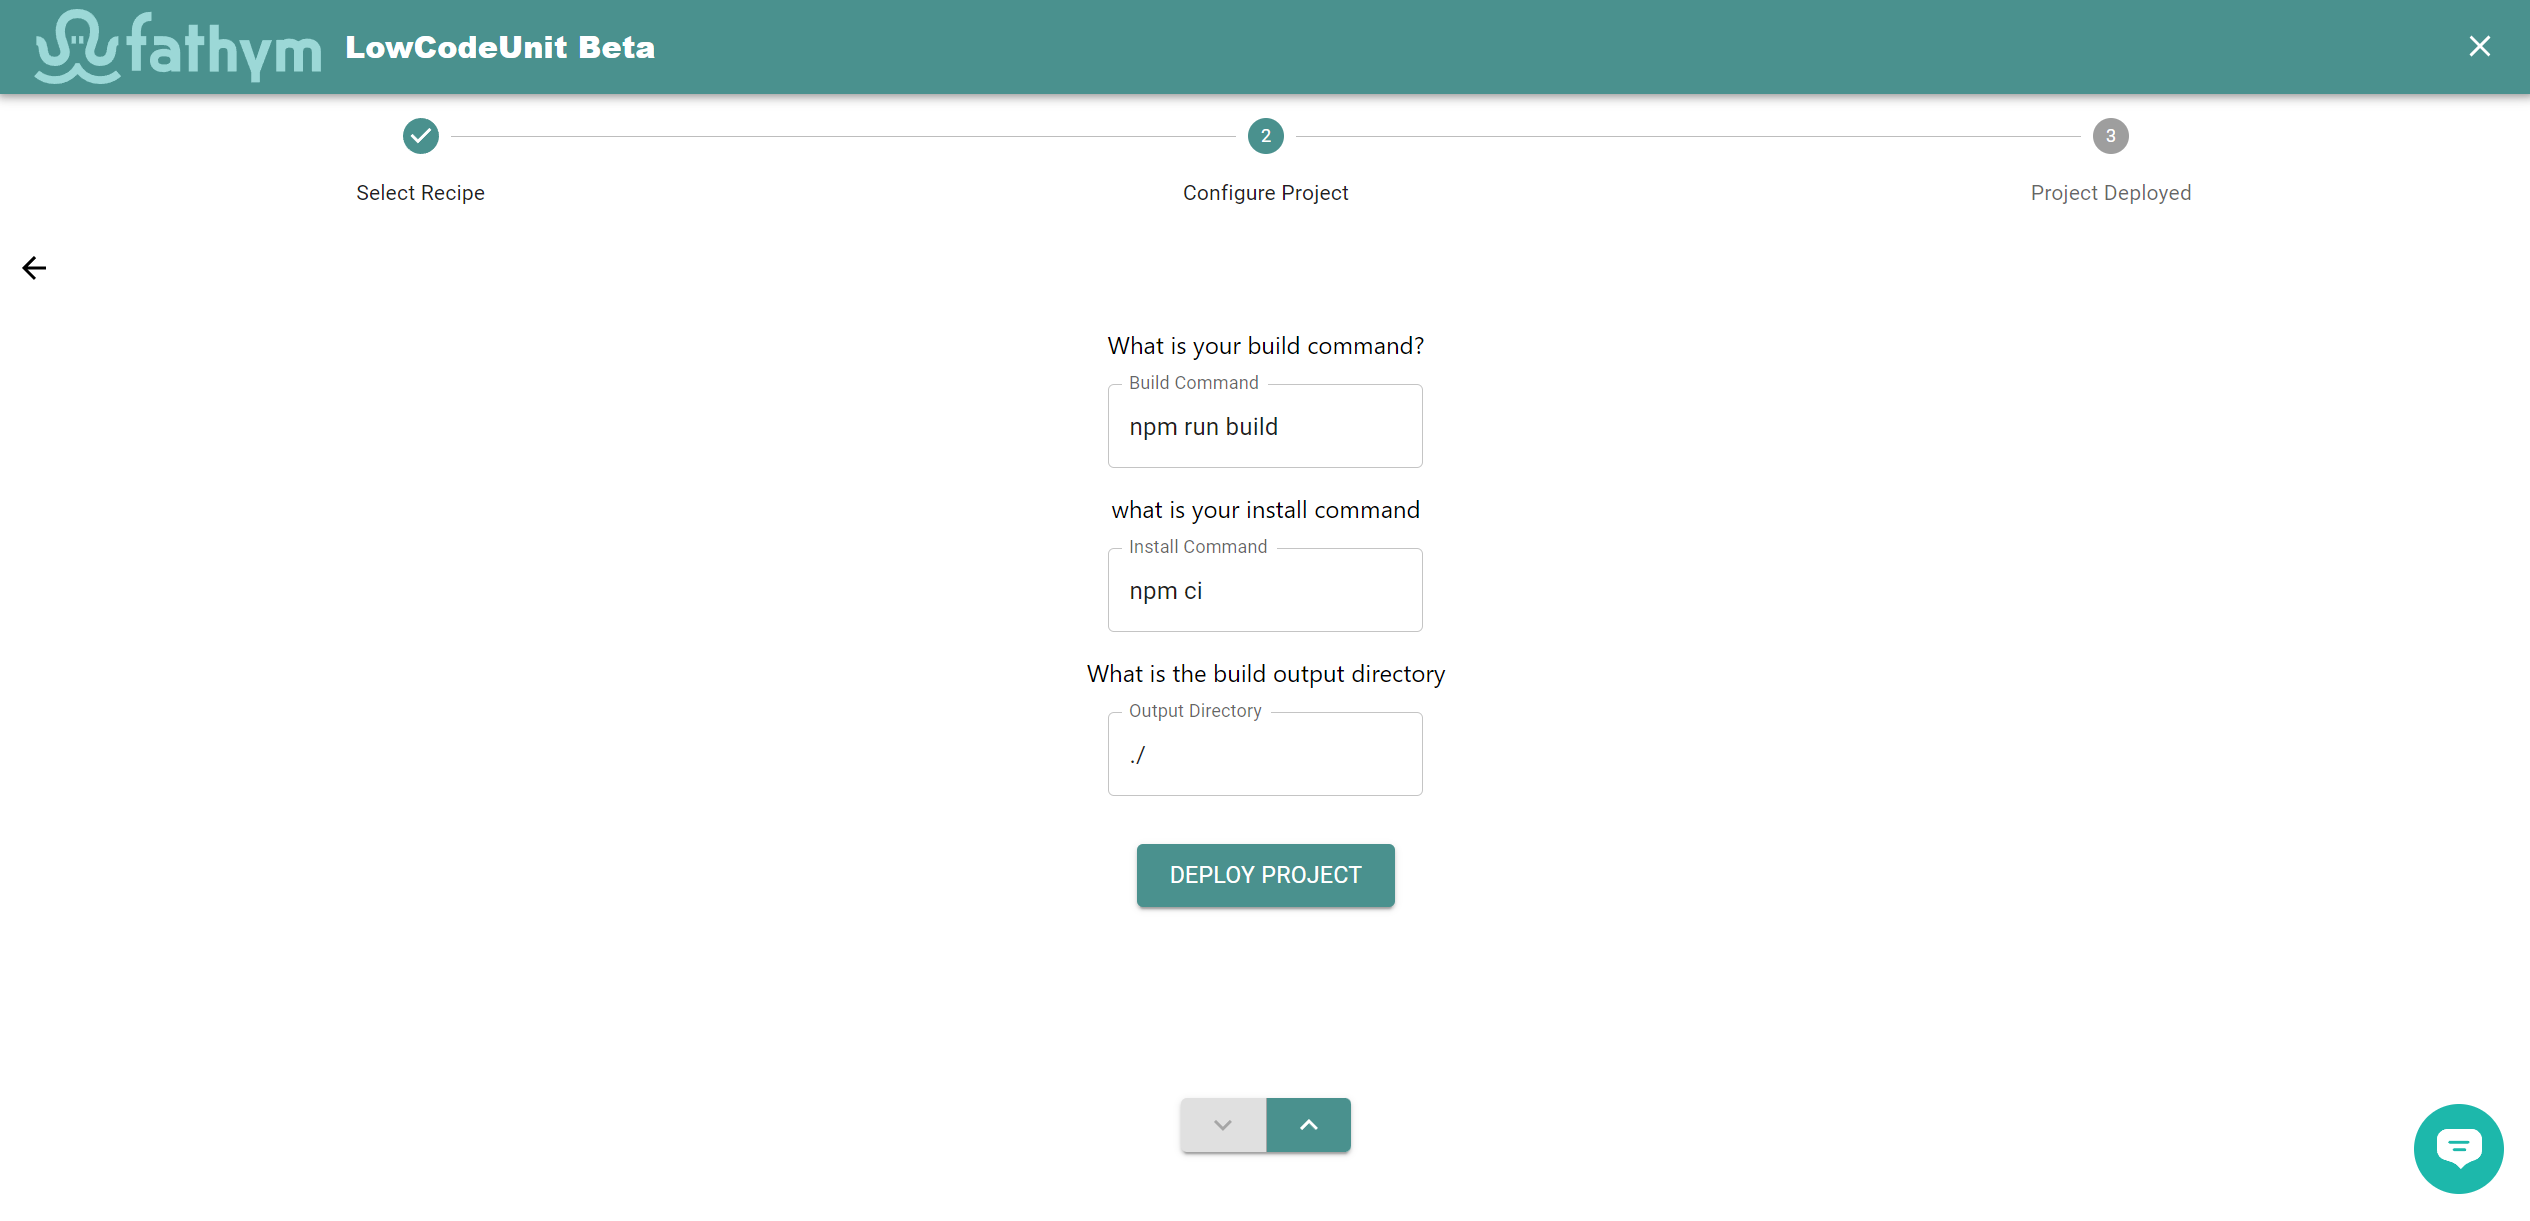 fathym LowCodeUnit Beta
2
3
Select Recipe
Configure Project
Project Deployed
What is your build command?
Build Command
npm run build
what is your install command
Install Command
npm ci
What is the build output directory
Output Directory
./
DEPLOY PROJECT